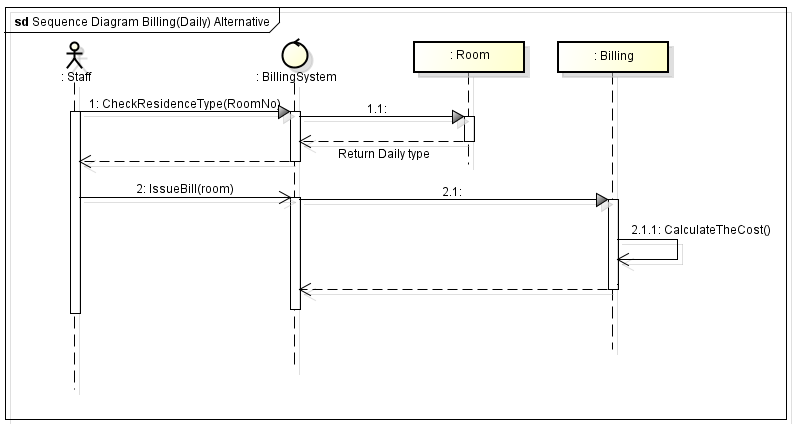 sd Sequence Diagram Billing(Daily) Alternative
: Staff
: BillingSystem
: Room
: Billing
1: CheckResidenceType(RoomNo)
1.1:
Return Daily type
2: IssueBill(room)
2.1:
2.1.1: CalculateTheCost()